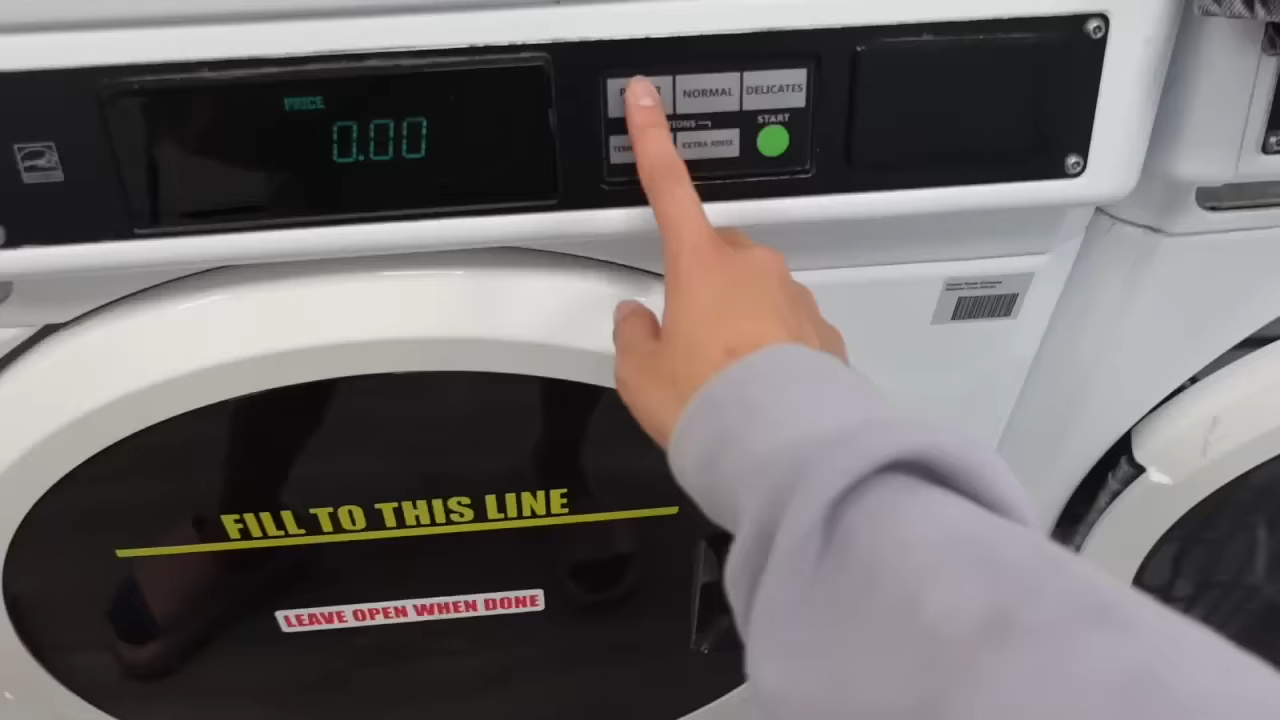 PRICE
0.00
NORMAL
DELICATES
START
EXTRA RINSE
FILL TO THIS LINE
LEAVE OPEN WHEN DONE